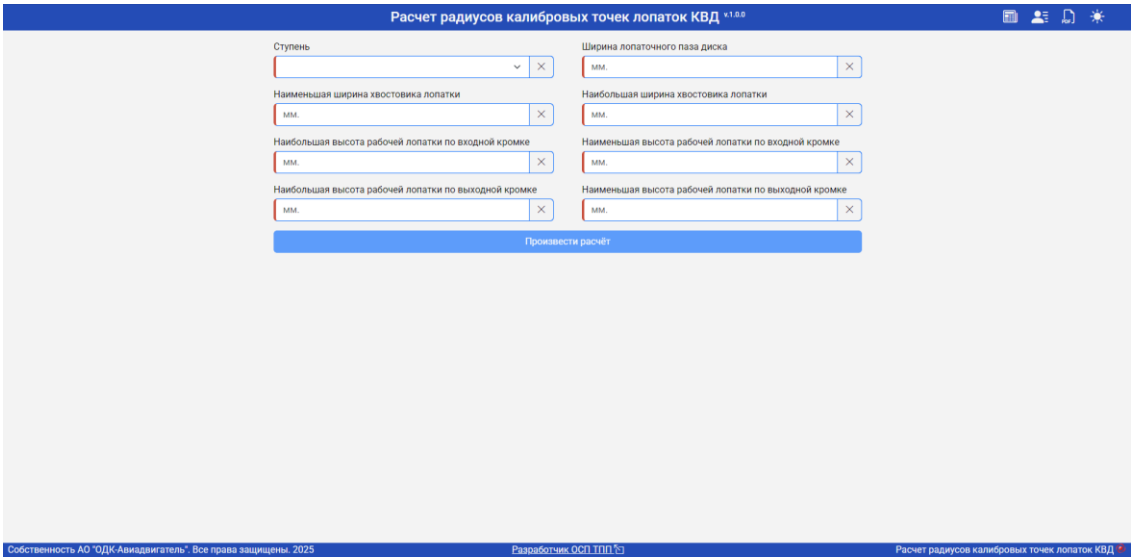 Расчет радиусов калибровых точек лопаток КВД v.1.0.0
Ступень
Ширина лопаточного паза диска
мм.
Наименьшая ширина хвостовика лопатки
Наибольшая ширина хвостовика лопатки
мм.
мм.
Наибольшая высота рабочей лопатки по входной кромке
Наименьшая высота рабочей лопатки по входной кромке
мм.
мм.
Наибольшая высота рабочей лопатки по выходной кромке
Наименьшая высота рабочей лопатки по выходной кромке
мм.
мм.
Произвести расчёт
Собственность АО "ОДК-Авиадвигатель". Все права защищены. 2025
Разработчик ОСП ТПП
Расчет радиусов калибровых точек лопаток КВД